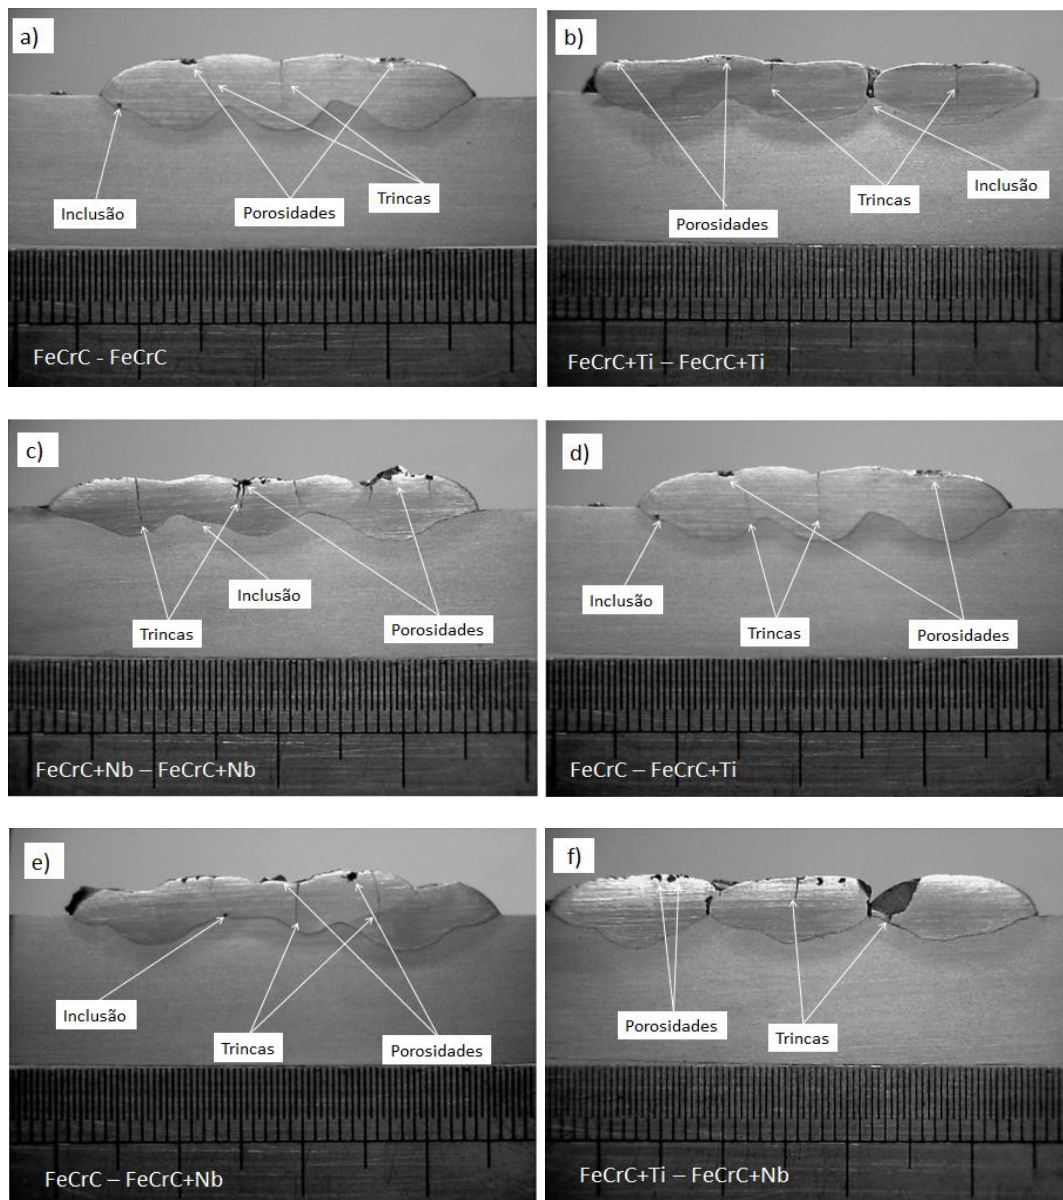 a)
Inclusão
Porosidades
Trincas
FeCrC - FeCrC
b)
Porosidades
Trincas
Inclusão
FeCrC+Ti – FeCrC+Ti
c)
Trincas
Inclusão
Porosidades
FeCrC+Nb – FeCrC+Nb
d)
Inclusão
Trincas
Porosidades
FeCrC – FeCrC+Ti
e)
Inclusão
Trincas
Porosidades
FeCrC – FeCrC+Nb
f)
Porosidades
Trincas
FeCrC+Ti – FeCrC+Nb